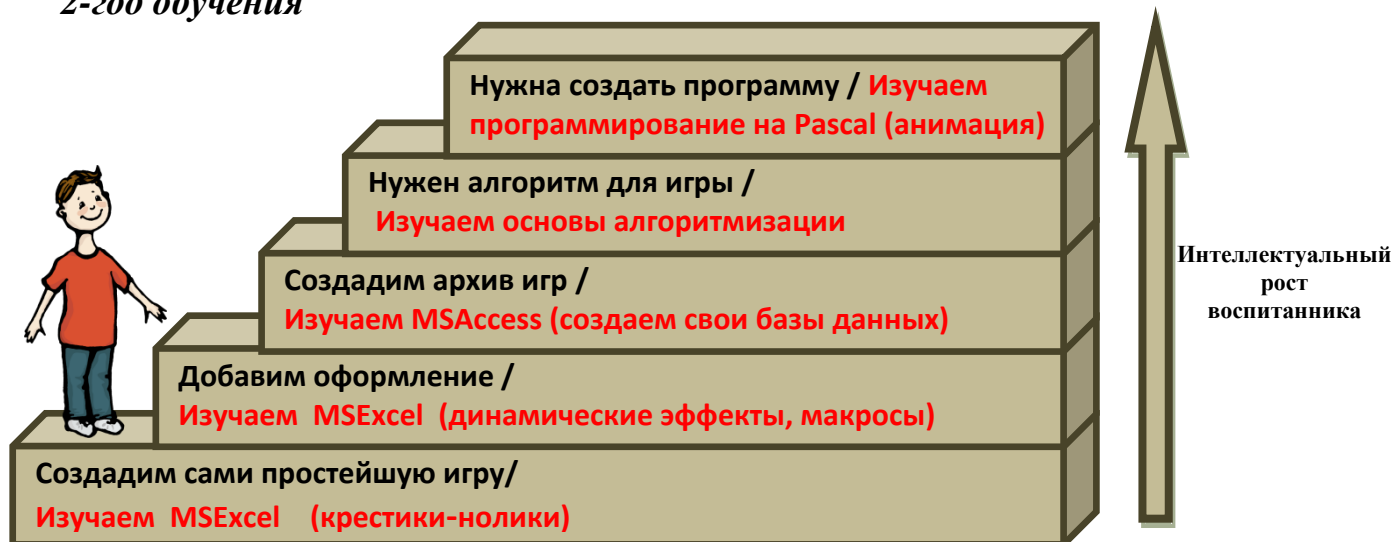 2-год обучения
Нужна создать программу / Изучаем
программирование на Pascal (анимация)
Нужен алгоритм для игры /
Изучаем основы алгоритмизации
Создадим архив игр /
Изучаем MSAccess (создаем свои базы данных)
Добавим оформление /
Изучаем MSExcel (динамические эффекты, макросы)
Создадим сами простейшую игру/
Изучаем MSExcel (крестики-нолики)
Интеллектуальный
рост
воспитанника